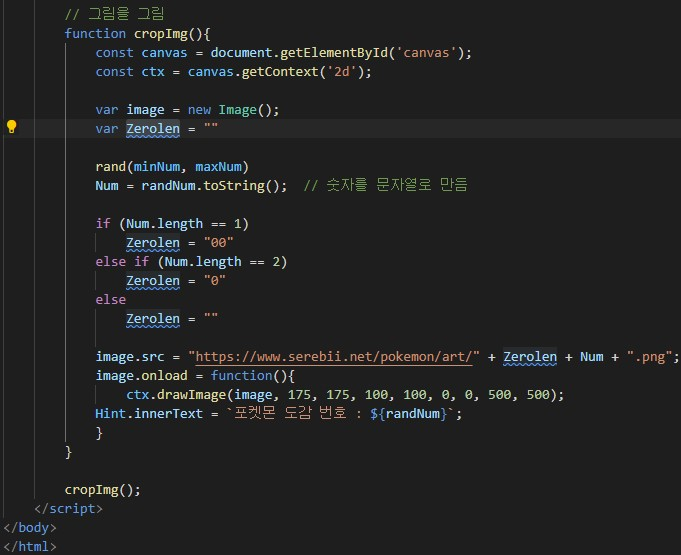 // 그림을 그림
function cropImg(){
const canvas = document.getElementById('canvas');
const ctx = canvas.getContext('2d');
var image = new Image();
var Zerolen = ""
rand(minNum, maxNum)
Num = randNum.toString();  // 숫자를 문자열로 만듬
if (Num.length == 1)
Zerolen = "00"
else if (Num.length == 2)
Zerolen = "0"
else
Zerolen = ""
image.src = "https://www.serebii.net/pokemon/art/" + Zerolen + Num + ".png";
image.onload = function(){
ctx.drawImage(image, 175, 175, 100, 100, 0, 0, 500, 500);
Hint.innerText = `포켓몬 도감 번호 : ${randNum}`;
}
}
cropImg();
</script>
</body>
</html>